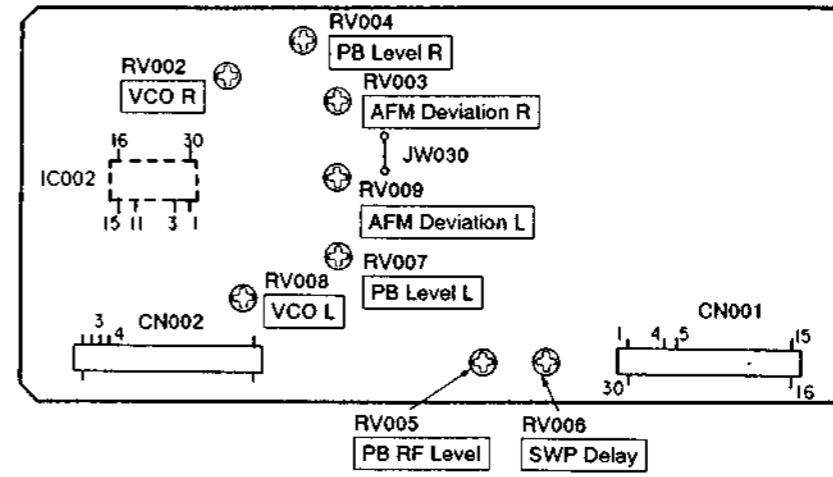 RV004
PB Level R
RV002
VCO R
RV003
AFM Deviation R
16 30
JW030
IC002
RV009
15 11 3 1
AFM Deviation L
RV007
PB Level L
RV008
VCO L
CN002
3 4
CN001
1 4 5 15
30 16
RV005
PB RF Level
RV006
SWP Delay